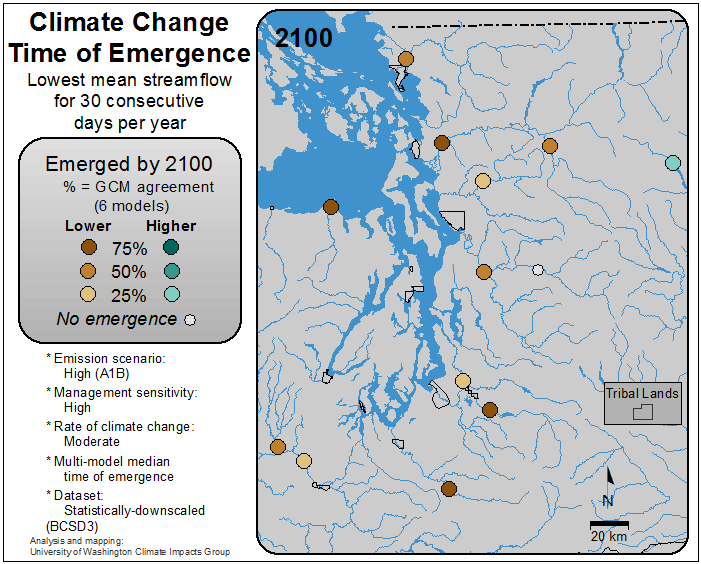 Climate Change
Time of Emergence
Lowest mean streamflow
for 30 consecutive
days per year
Emerged by 2100
% = GCM agreement
(6 models)
Lower Higher
75%
50%
25%
No emergence
* Emission scenario:
High (A1B)
* Management sensitivity:
High
* Rate of climate change:
Moderate
* Multi-model median
time of emergence
* Dataset:
Statistically-downscaled
(BCSD3)
Analysis and mapping:
University of Washington Climate Impacts Group
2100
Tribal Lands
N
20 km